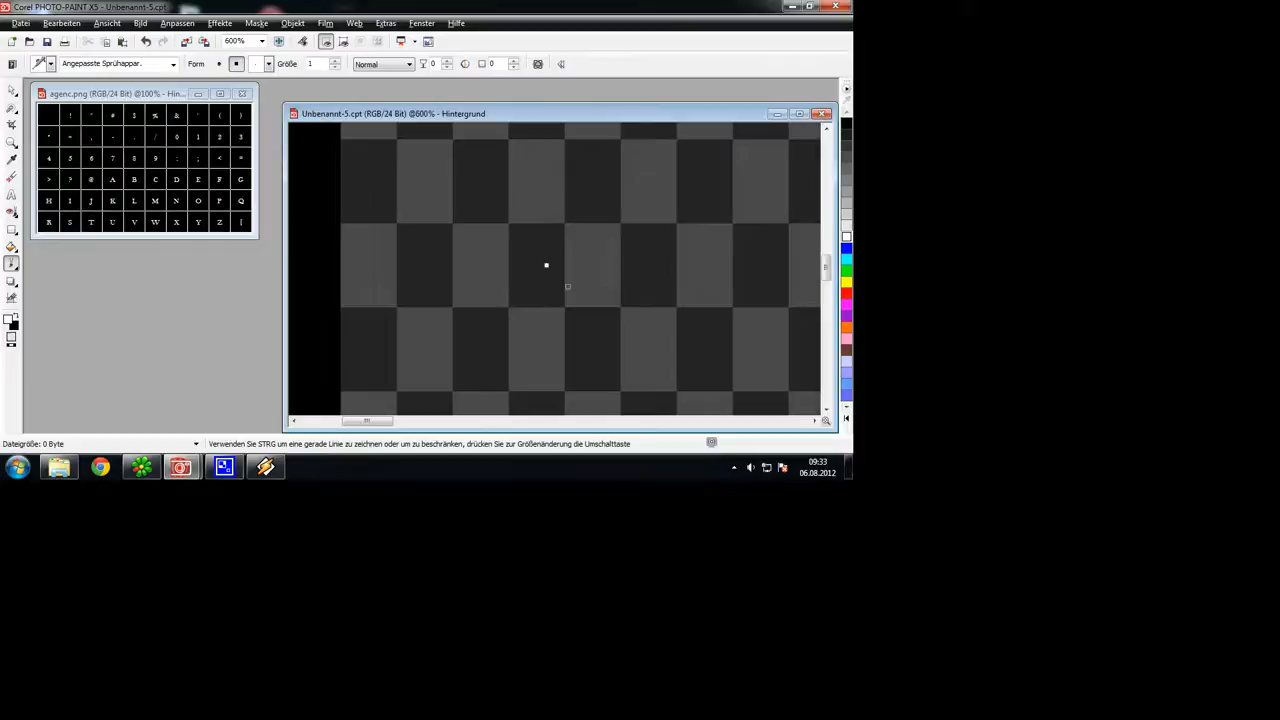 Corel PHOTO-PAINT X5 - Unbenannt-5.cpt
Datei Bearbeiten Ansicht Bild Anpassen Effekte Maske Objekt Film Web Extras Fenster Hilfe
600%
Angepasste Sprühappar. Form Größe 1 Normal 0 0
agenc.png (RGB/24 Bit) @100% - Hin...
! " # $ % & ' ( )
* + , - . / 0 1 2 3
4 5 6 7 8 9 : ; < =
> ? @ A B C D E F G
H I J K L M N O P Q
R S T U V W X Y Z [
Unbenannt-5.cpt (RGB/24 Bit) @600% - Hintergrund
Dateigröße: 0 Byte Verwenden Sie STRG um eine gerade Linie zu zeichnen oder um zu beschränken, drücken Sie zur Größenänderung die Umschalttaste
09:33
06.08.2012